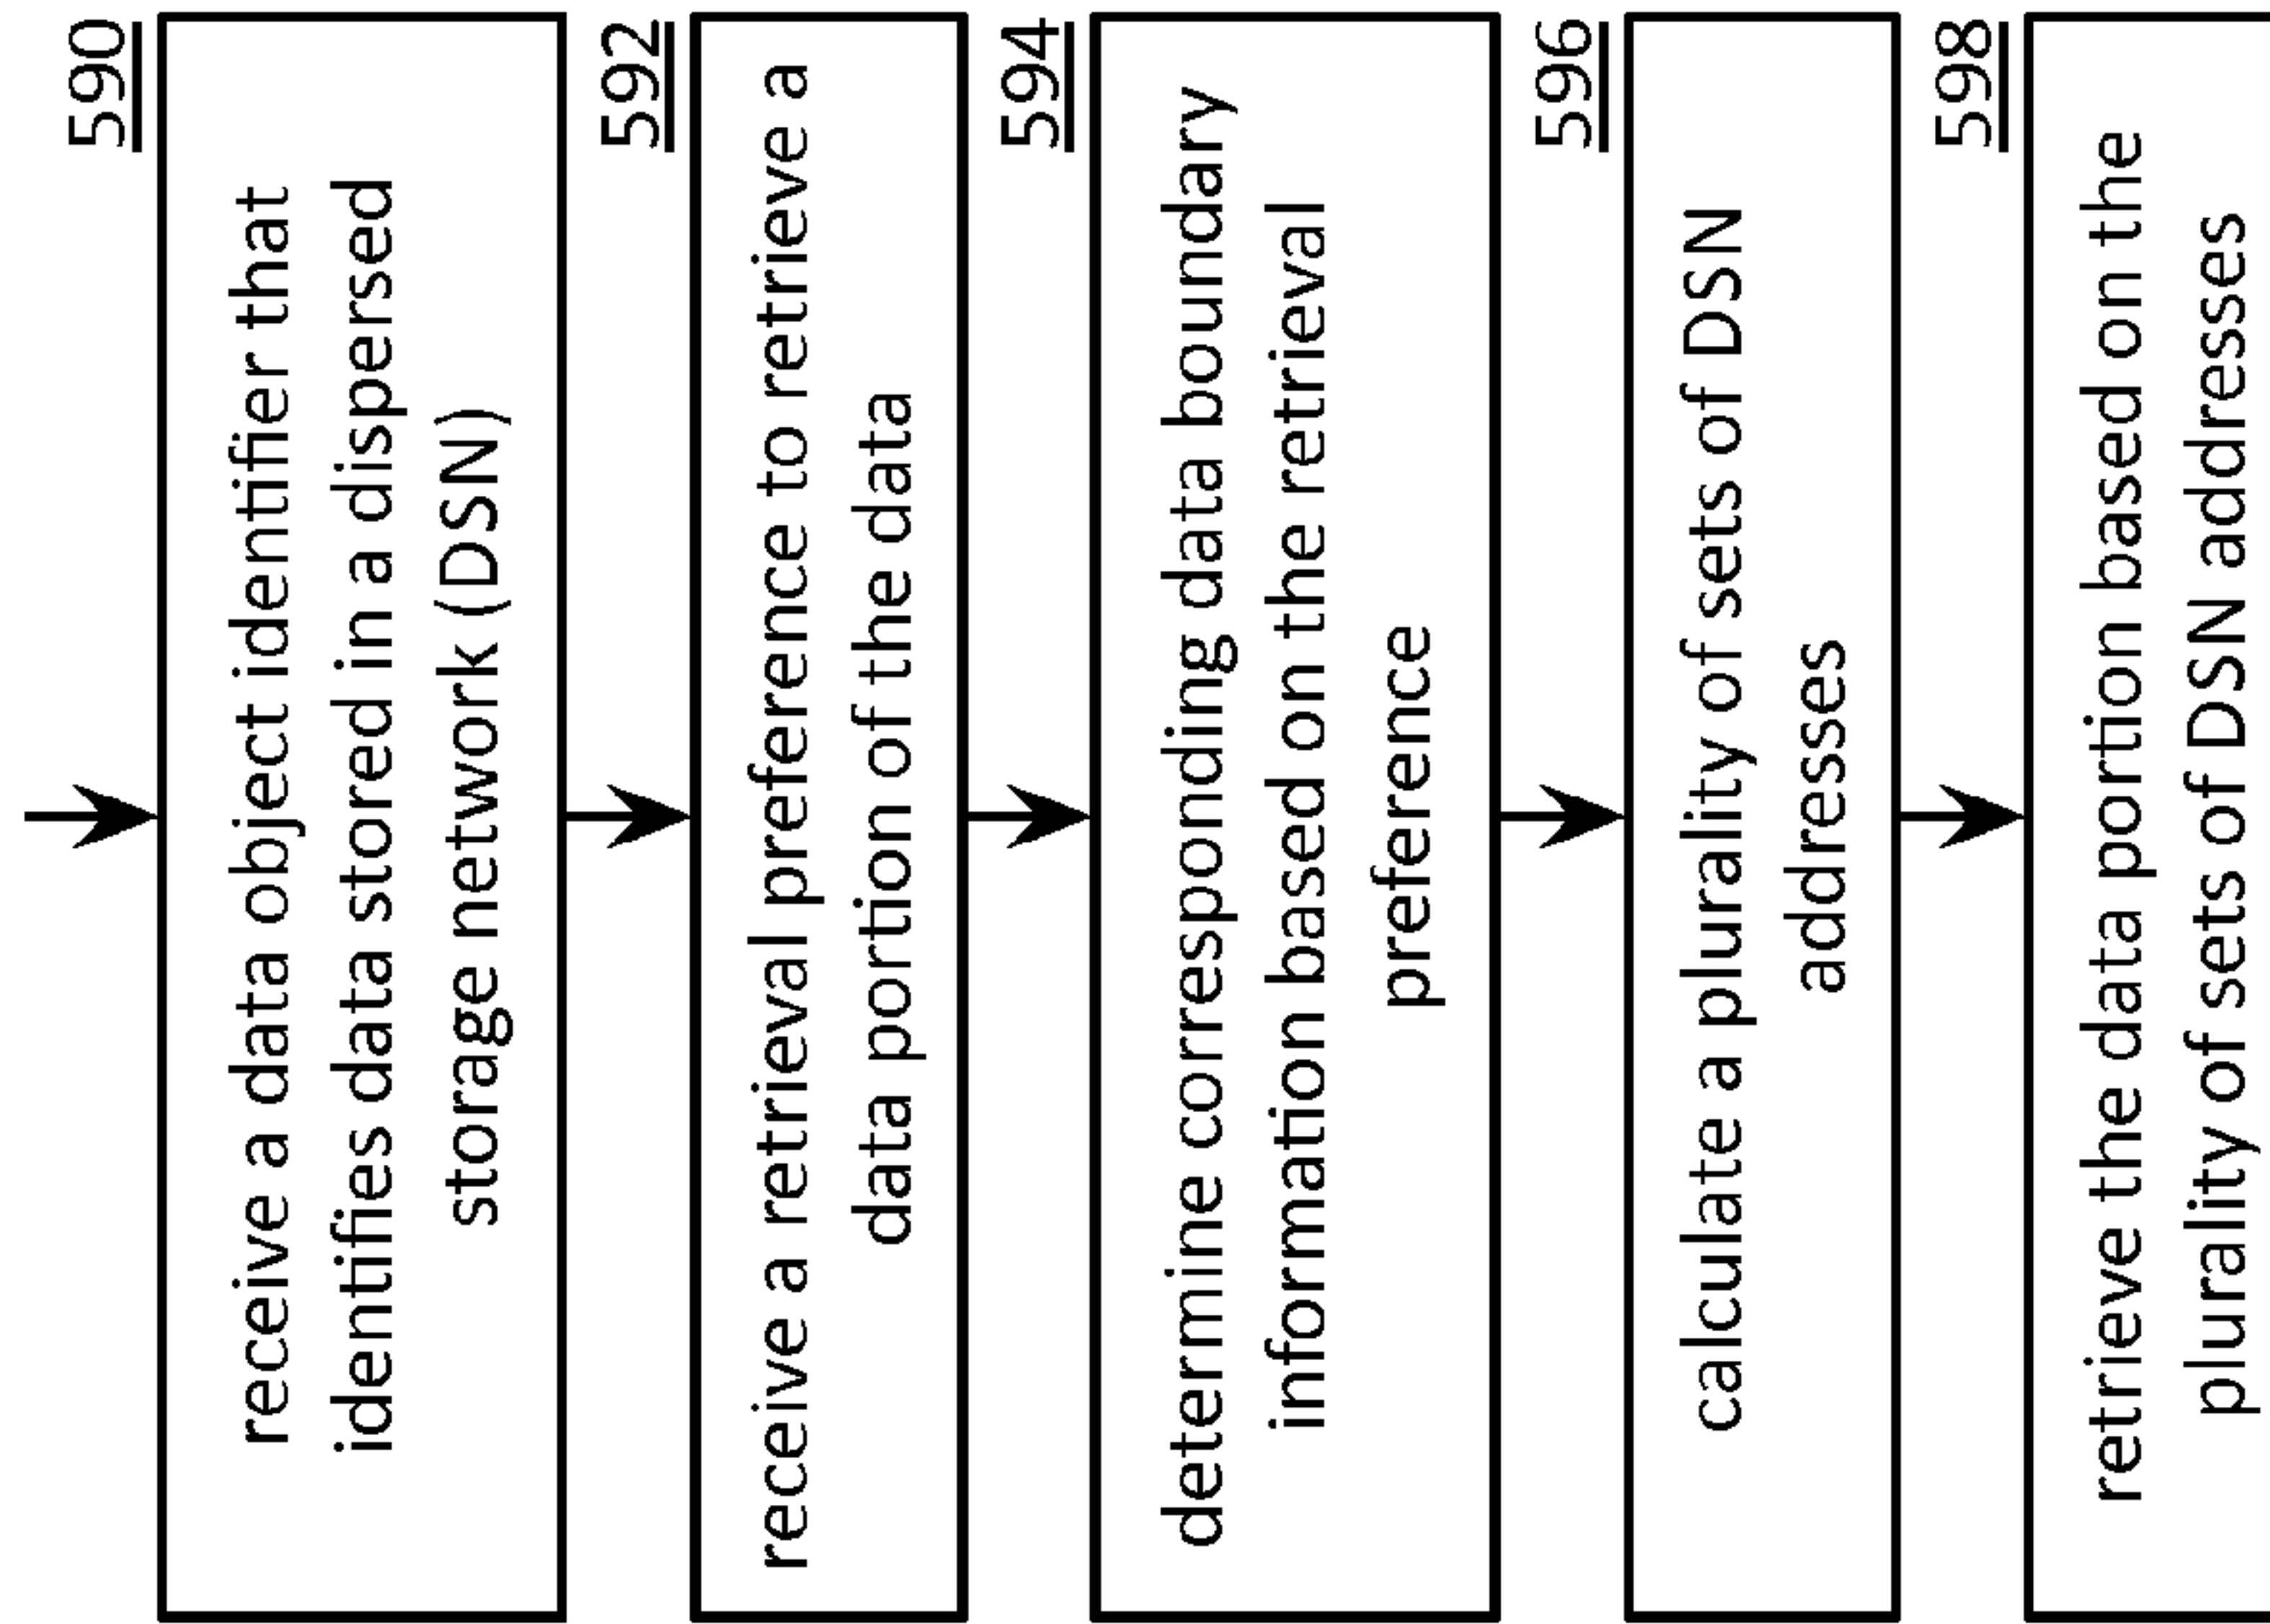 590
receive a data object identifier that
identifies data stored in a dispersed
storage network (DSN)
592
receive a retrieval preference to retrieve a
data portion of the data
594
determine corresponding data boundary
information based on the retrieval
preference
596
calculate a plurality of sets of DSN
addresses
598
retrieve the data portion based on the
plurality of sets of DSN addresses